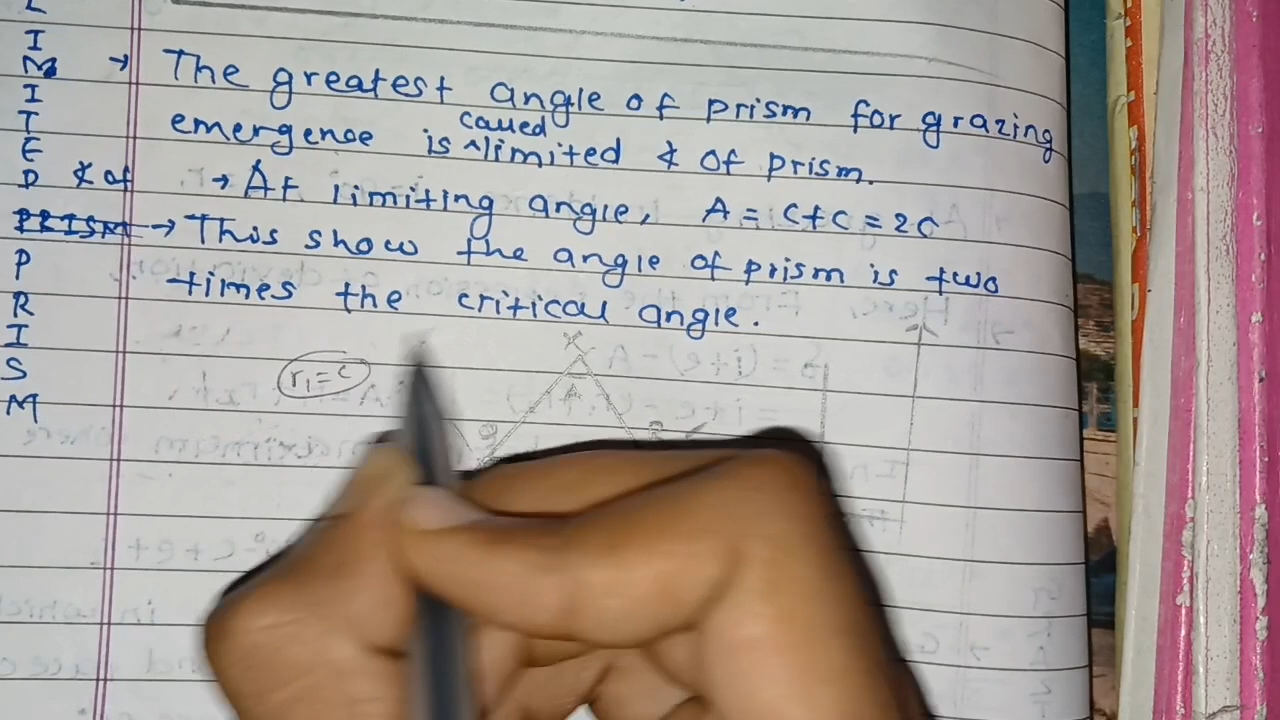 L
I
M
I
T
E
D ∡ of
PRISM
P
R
I
S
M
→ The greatest angle of prism for grazing
emergence is ^called limited ∡ of prism.
→ At limiting angle, A = C+C = 2C
→ This show the angle of prism is two
times the critical angle.
r₁=c
A